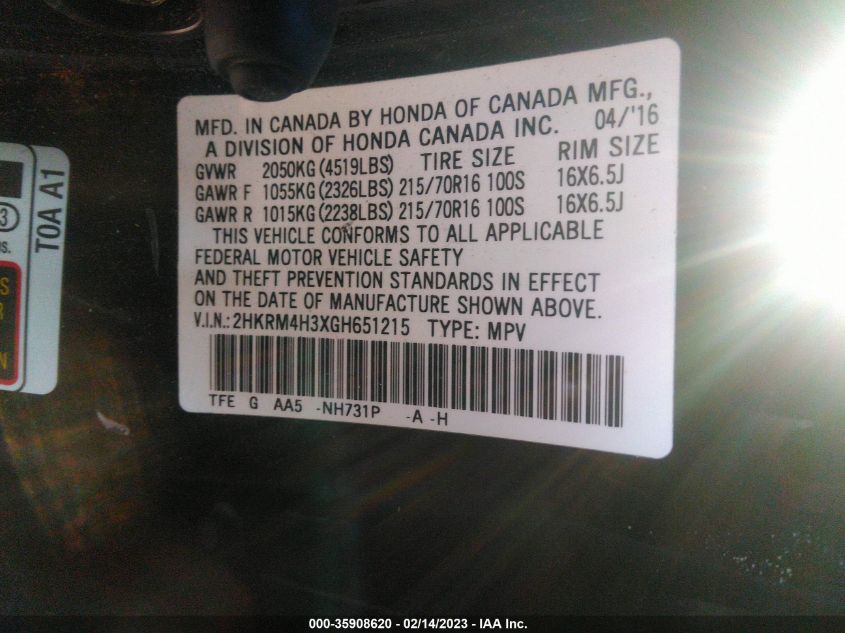 MFD. IN CANADA BY HONDA OF CANADA MFG.,
A DIVISION OF HONDA CANADA INC. 04/'16
GVWR 2050KG (4519LBS) TIRE SIZE RIM SIZE
GAWR F 1055KG (2326LBS) 215/70R16 100S 16X6.5J
GAWR R 1015KG (2238LBS) 215/70R16 100S 16X6.5J
THIS VEHICLE CONFORMS TO ALL APPLICABLE
FEDERAL MOTOR VEHICLE SAFETY
AND THEFT PREVENTION STANDARDS IN EFFECT
ON THE DATE OF MANUFACTURE SHOWN ABOVE.
V.I.N.: 2HKRM4H3XGH651215 TYPE: MPV
TFE G AA5 -NH731P -A -H
T0A A1
000-35908620 - 02/14/2023 - IAA Inc.